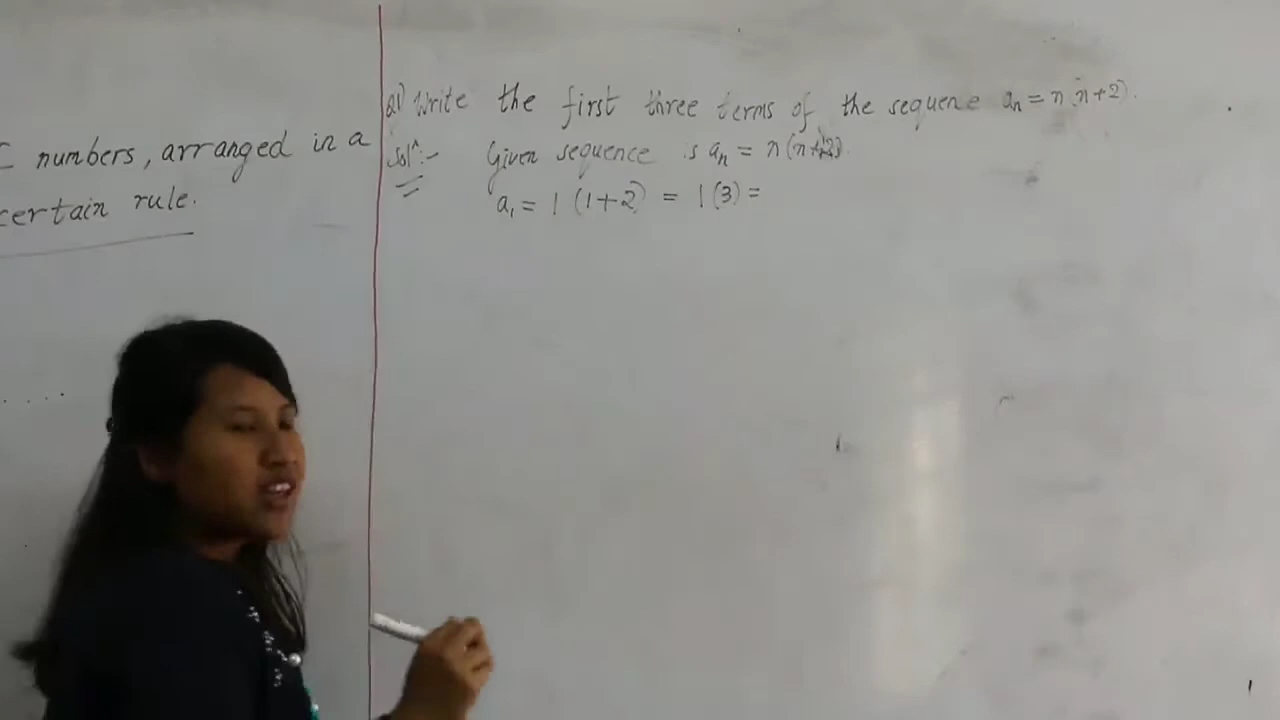 numbers, arranged in a
certain rule.
Q1) Write the first three terms of the sequence aₙ = n(n+2).
Solⁿ:- Given sequence is aₙ = n(n+2).
a₁ = 1 (1+2) = 1(3) =